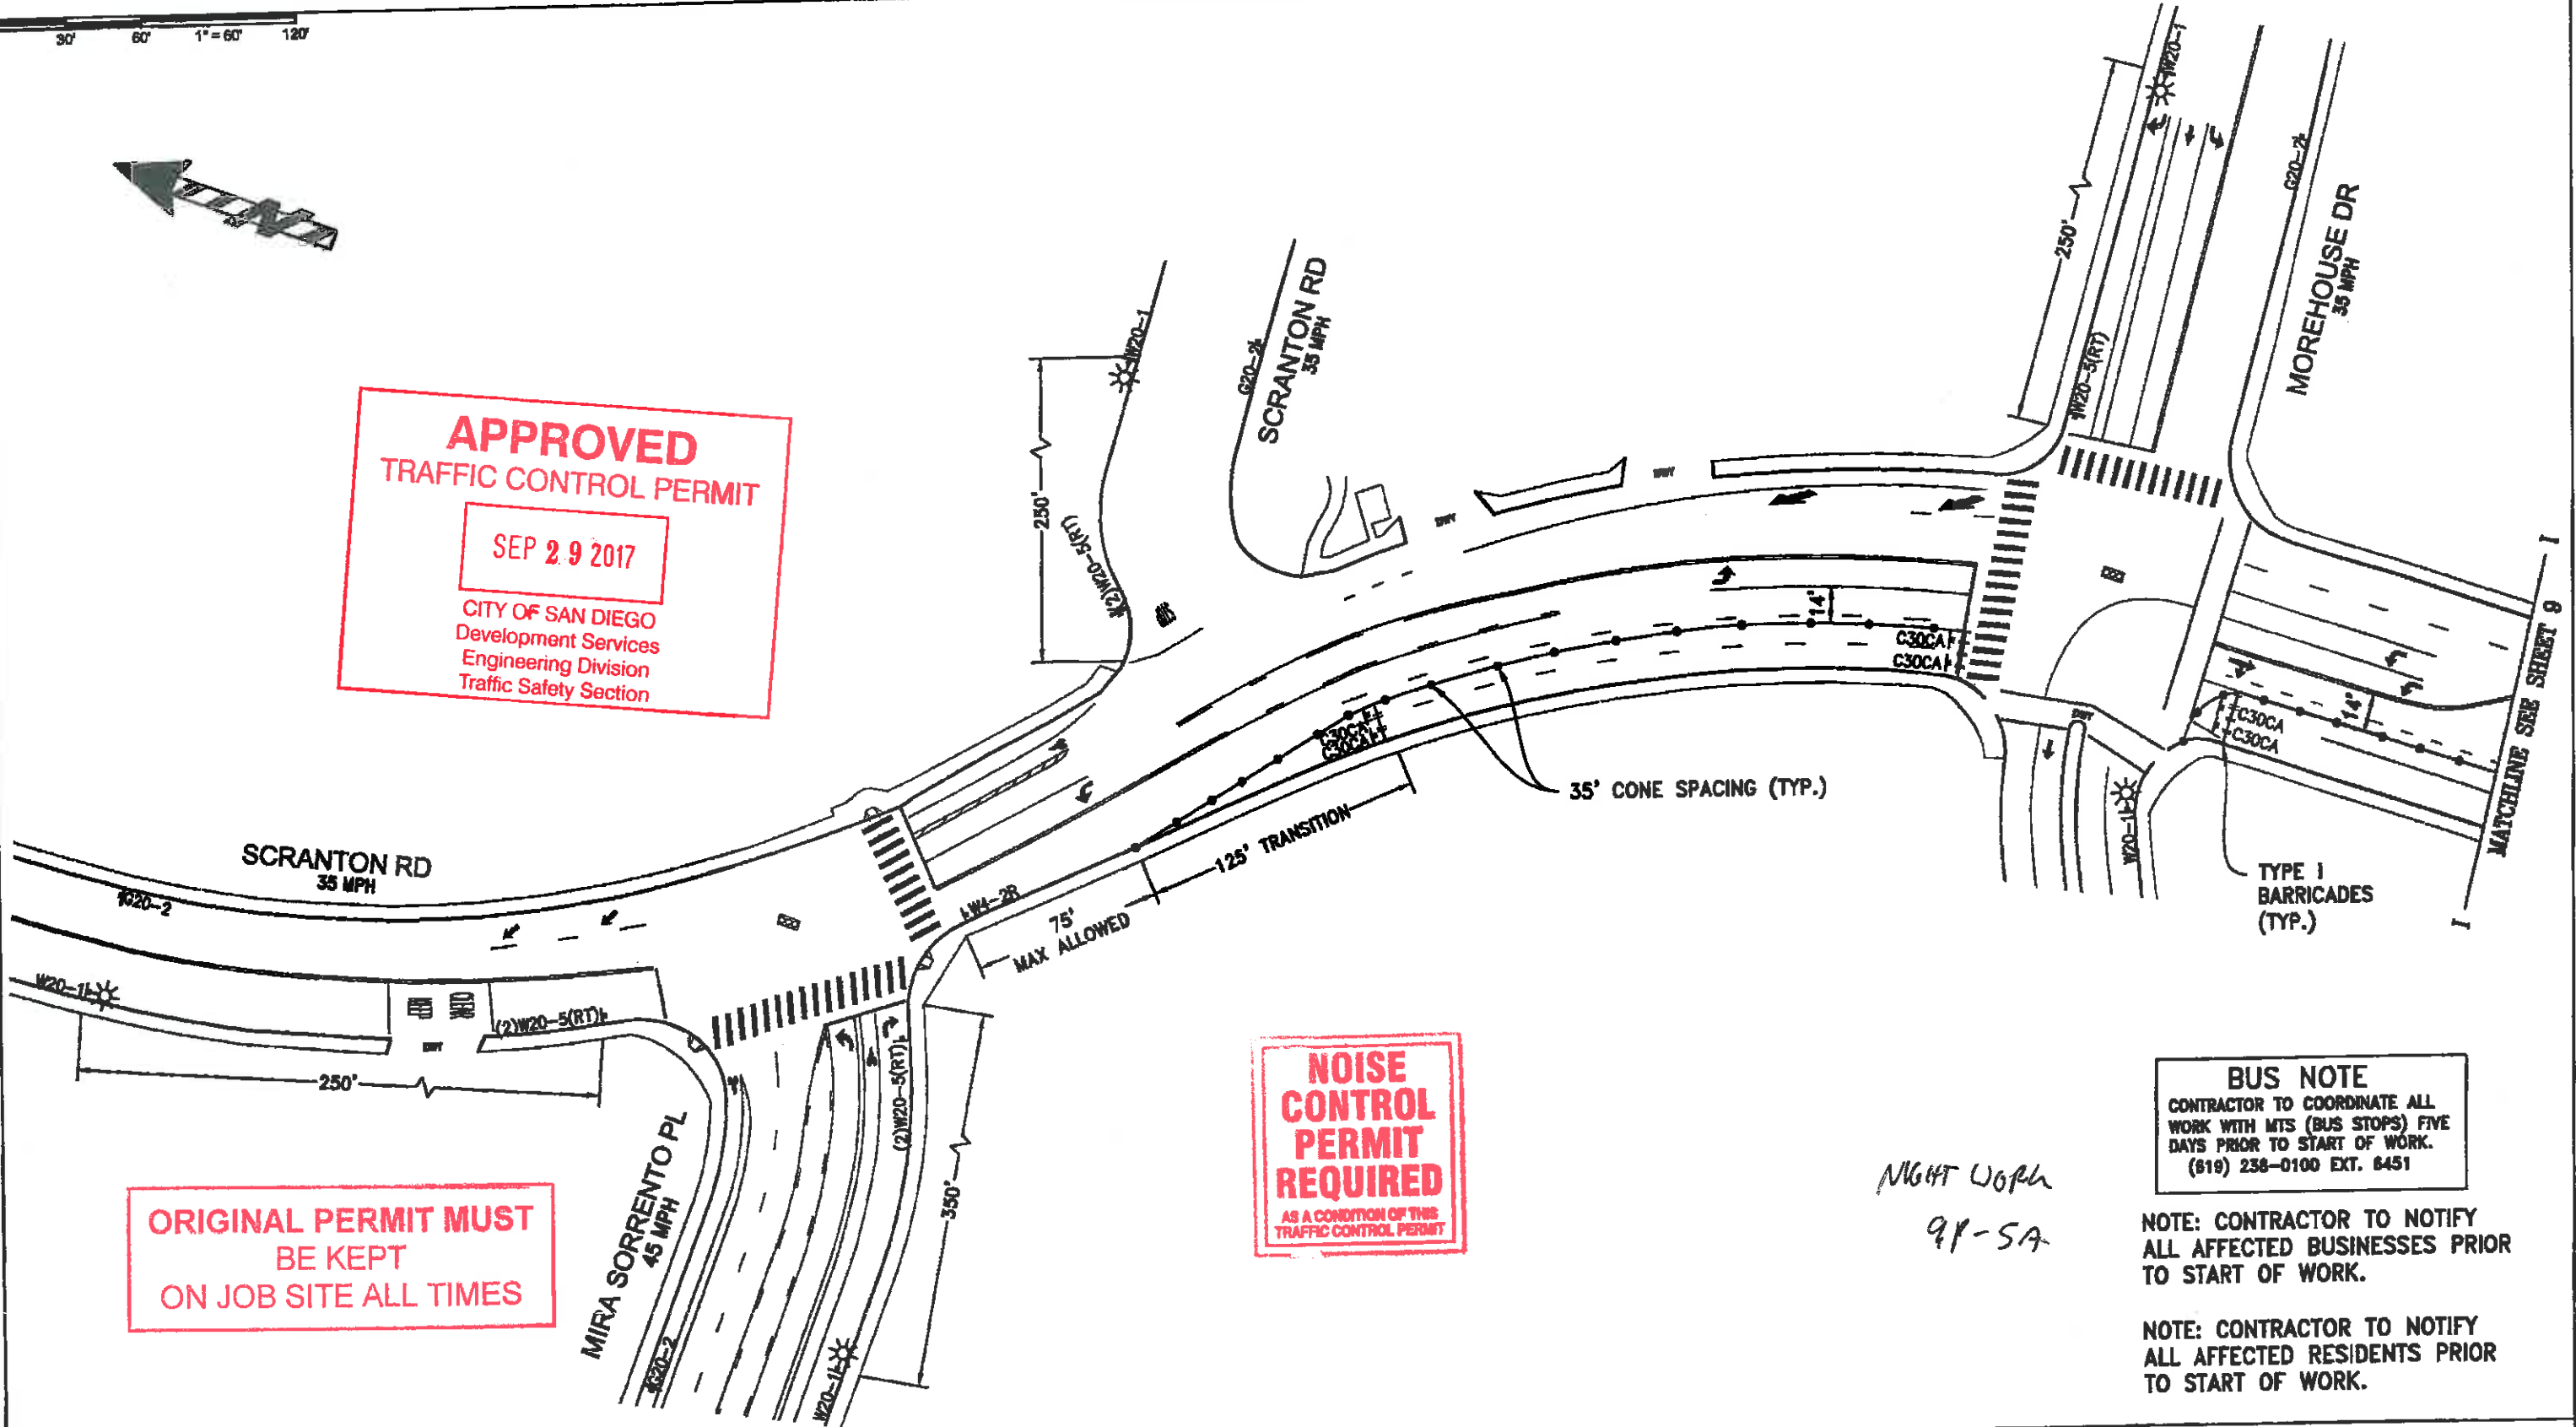 30' 60' 1" = 60' 120'
N
APPROVED
TRAFFIC CONTROL PERMIT
SEP 29 2017
CITY OF SAN DIEGO
Development Services
Engineering Division
Traffic Safety Section
W20-1
250'
(2)W20-5(RT)
G20-2
SCRANTON RD
35 MPH
W20-1
250'
W20-5(RT)
G20-2
MOREHOUSE DR
35 MPH
14'
C30CA
C30CA
DWY
DWY
DWY
C30CA
C30CA
14'
C30CA
C30CA
MATCHLINE SEE SHEET 9
W20-1
35' CONE SPACING (TYP.)
TYPE I
BARRICADES
(TYP.)
125' TRANSITION
75'
MAX ALLOWED
W4-2R
SCRANTON RD
35 MPH
G20-2
W20-1
KEEP
CLEAR
DWY
(2)W20-5(RT)
250'
(2)W20-5(RT)
350'
MIRA SORRENTO PL
45 MPH
G20-2
W20-1
ORIGINAL PERMIT MUST
BE KEPT
ON JOB SITE ALL TIMES
NOISE
CONTROL
PERMIT
REQUIRED
AS A CONDITION OF THIS
TRAFFIC CONTROL PERMIT
NIGHT WORK
9P-5A
BUS NOTE
CONTRACTOR TO COORDINATE ALL
WORK WITH MTS (BUS STOPS) FIVE
DAYS PRIOR TO START OF WORK.
(619) 238-0100 EXT. 6451
NOTE: CONTRACTOR TO NOTIFY
ALL AFFECTED BUSINESSES PRIOR
TO START OF WORK.
NOTE: CONTRACTOR TO NOTIFY
ALL AFFECTED RESIDENTS PRIOR
TO START OF WORK.